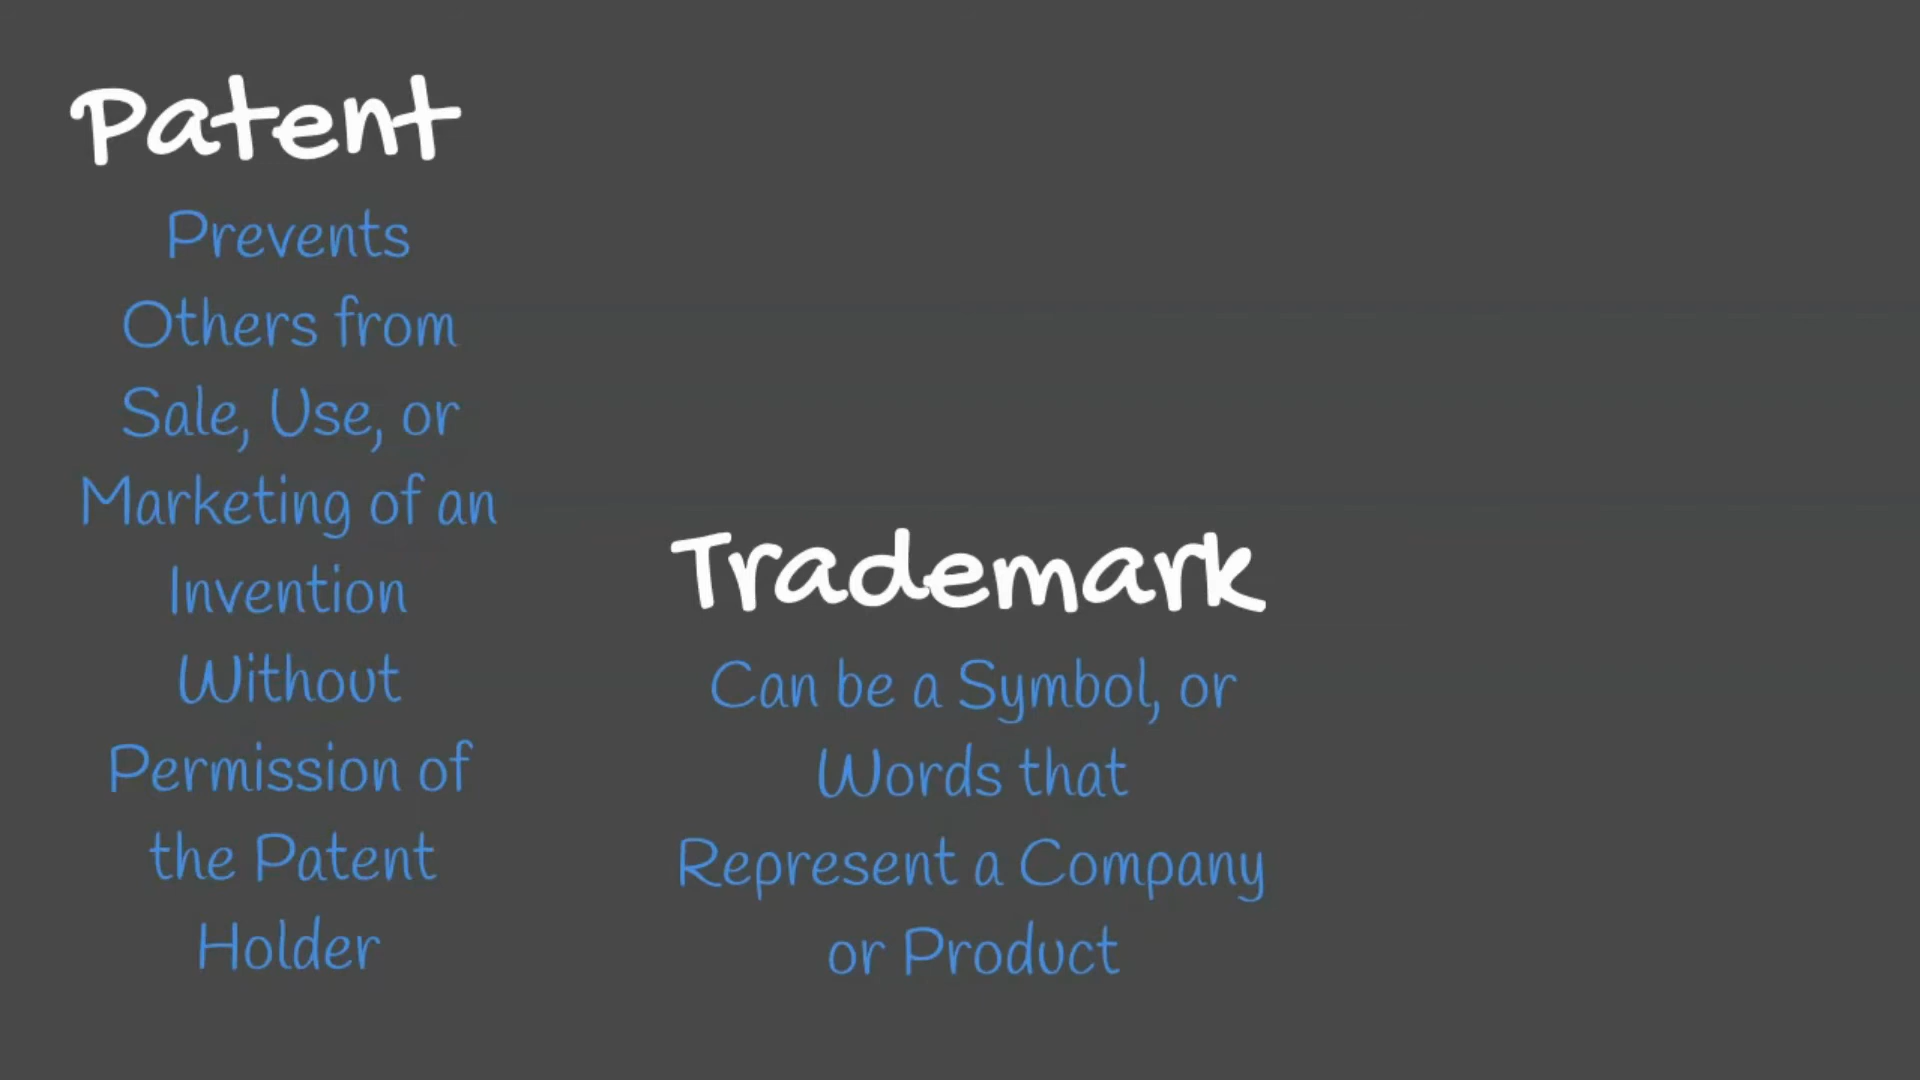 Patent
Prevents
Others from
Sale, Use, or
Marketing of an
Invention
Without
Permission of
the Patent
Holder
Trademark
Can be a Symbol, or
Words that
Represent a Company
or Product